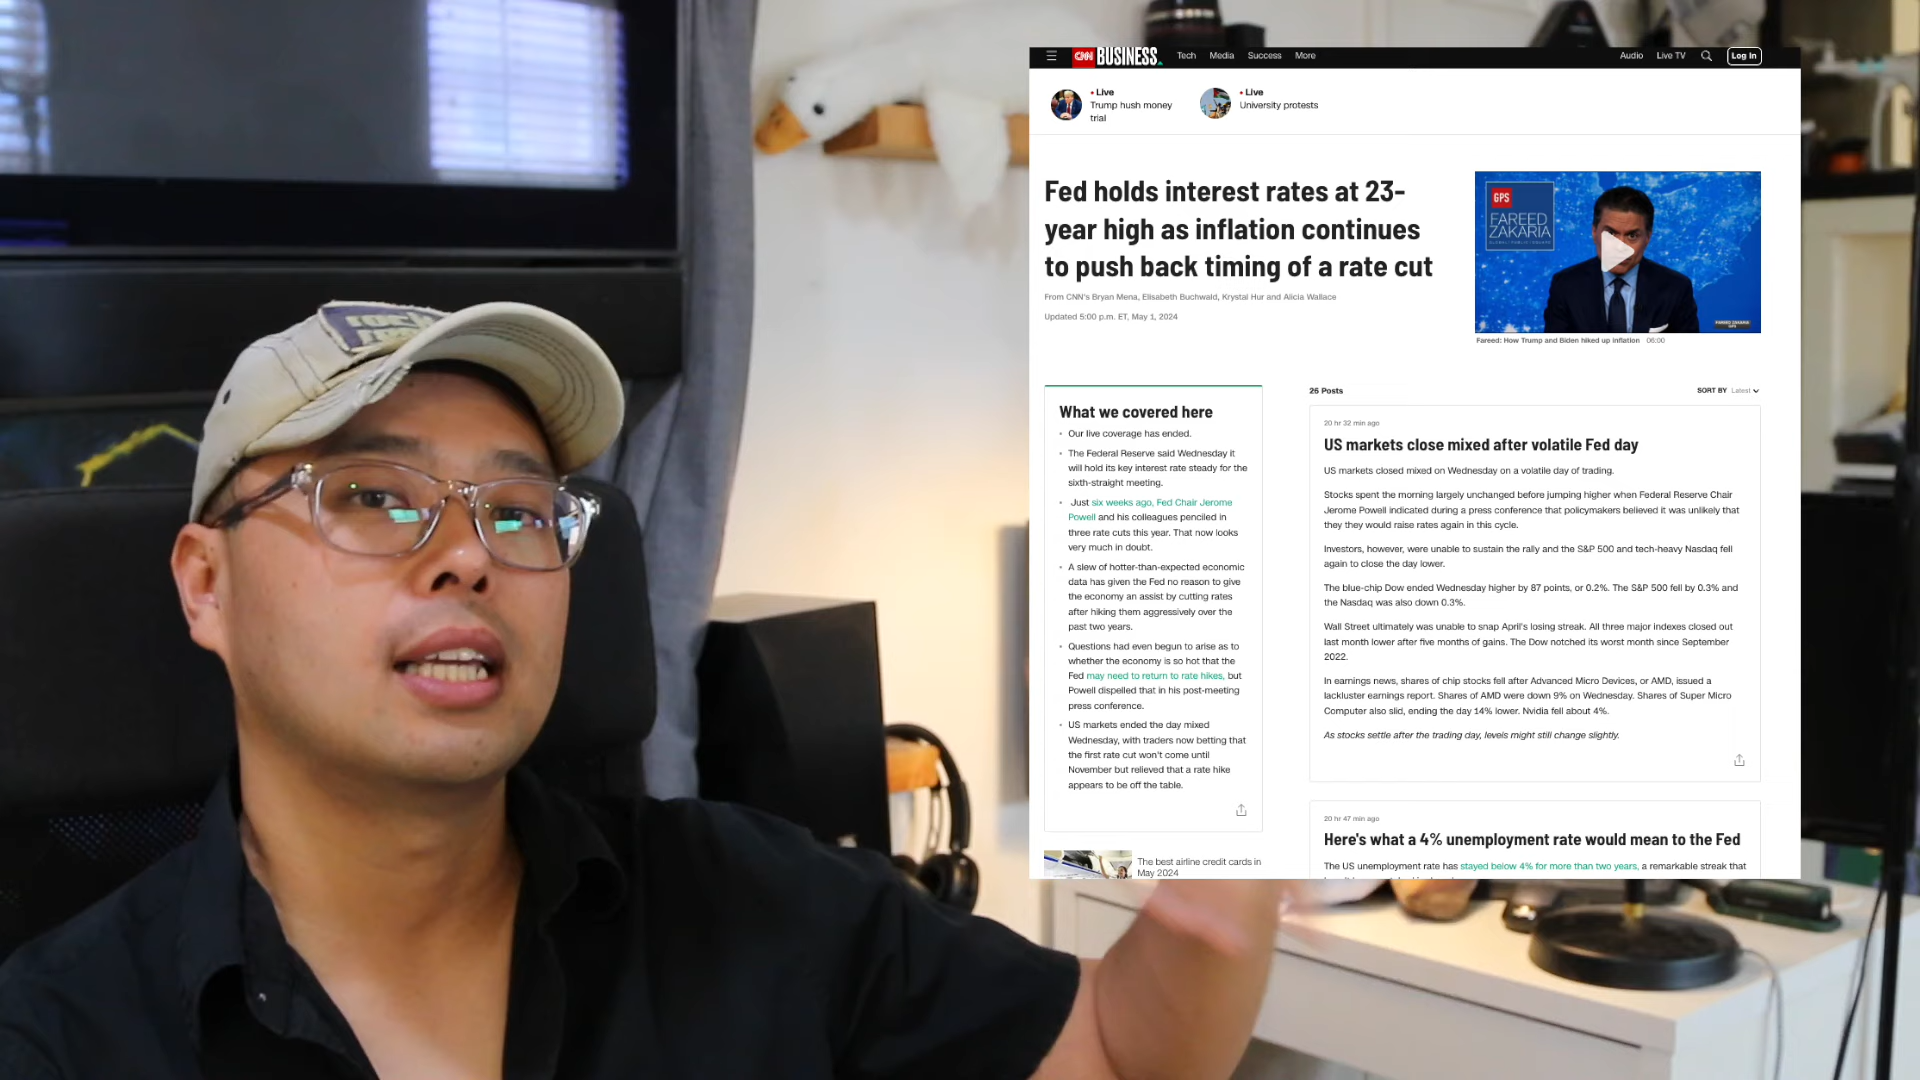 CNN BUSINESS
Tech
Media
Success
More
Audio
Live TV
Log In
• Live
Trump hush money
trial
• Live
University protests
Fed holds interest rates at 23-
year high as inflation continues
to push back timing of a rate cut
From CNN's Bryan Mena, Elisabeth Buchwald, Krystal Hur and Alicia Wallace
Updated 5:00 p.m. ET, May 1, 2024
GPS
FAREED
ZAKARIA
Fareed: How Trump and Biden hiked up inflation 06:00
What we covered here
• Our live coverage has ended.
• The Federal Reserve said Wednesday it
will hold its key interest rate steady for the
sixth-straight meeting.
• Just six weeks ago, Fed Chair Jerome
Powell and his colleagues penciled in
three rate cuts this year. That now looks
very much in doubt.
• A slew of hotter-than-expected economic
data has given the Fed no reason to give
the economy an assist by cutting rates
after hiking them aggressively over the
past two years.
• Questions had even begun to arise as to
whether the economy is so hot that the
Fed may need to return to rate hikes, but
Powell dispelled that in his post-meeting
press conference.
• US markets ended the day mixed
Wednesday, with traders now betting that
the first rate cut won't come until
November but relieved that a rate hike
appears to be off the table.
The best airline credit cards in
May 2024
26 Posts
SORT BY Latest
20 hr 32 min ago
US markets close mixed after volatile Fed day
US markets closed mixed on Wednesday on a volatile day of trading.
Stocks spent the morning largely unchanged before jumping higher when Federal Reserve Chair
Jerome Powell indicated during a press conference that policymakers believed it was unlikely that
they they would raise rates again in this cycle.
Investors, however, were unable to sustain the rally and the S&P 500 and tech-heavy Nasdaq fell
again to close the day lower.
The blue-chip Dow ended Wednesday higher by 87 points, or 0.2%. The S&P 500 fell by 0.3% and
the Nasdaq was also down 0.3%.
Wall Street ultimately was unable to snap April's losing streak. All three major indexes closed out
last month lower after five months of gains. The Dow notched its worst month since September
2022.
In earnings news, shares of chip stocks fell after Advanced Micro Devices, or AMD, issued a
lackluster earnings report. Shares of AMD were down 9% on Wednesday. Shares of Super Micro
Computer also slid, ending the day 14% lower. Nvidia fell about 4%.
As stocks settle after the trading day, levels might still change slightly.
20 hr 47 min ago
Here's what a 4% unemployment rate would mean to the Fed
The US unemployment rate has stayed below 4% for more than two years, a remarkable streak that